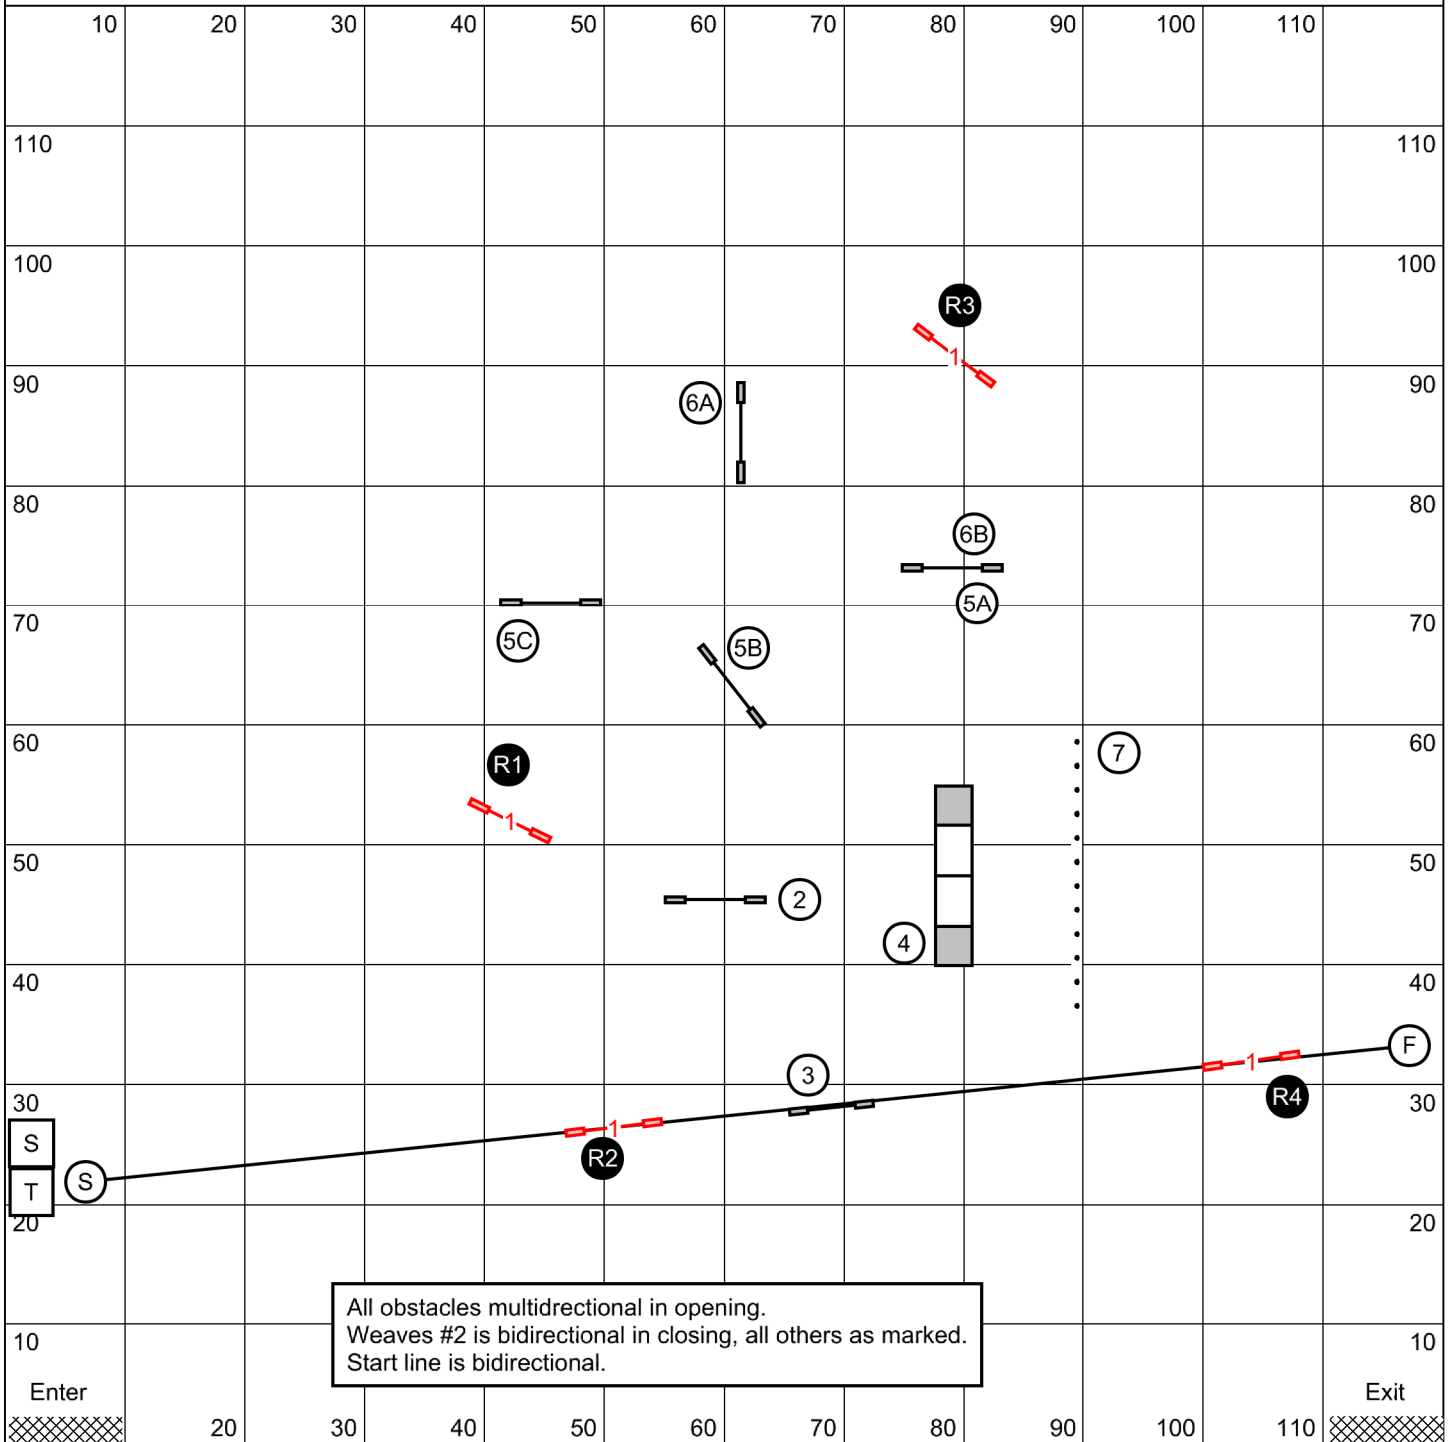 10 20 30 40 50 60 70 80 90 100 110
110 110
100 100
R3
1
90 90
6A
80 80
6B
5A
70 70
5C 5B
60 60
R1 7
1
50 50
2
4
40 40
F
3 1
30 R4 30
S 1
R2
T S
20 20
All obstacles multidrectional in opening.
Weaves #2 is bidirectional in closing, all others as marked.
Start line is bidirectional.
10 10
Enter Exit
20 30 40 50 60 70 80 90 100 110